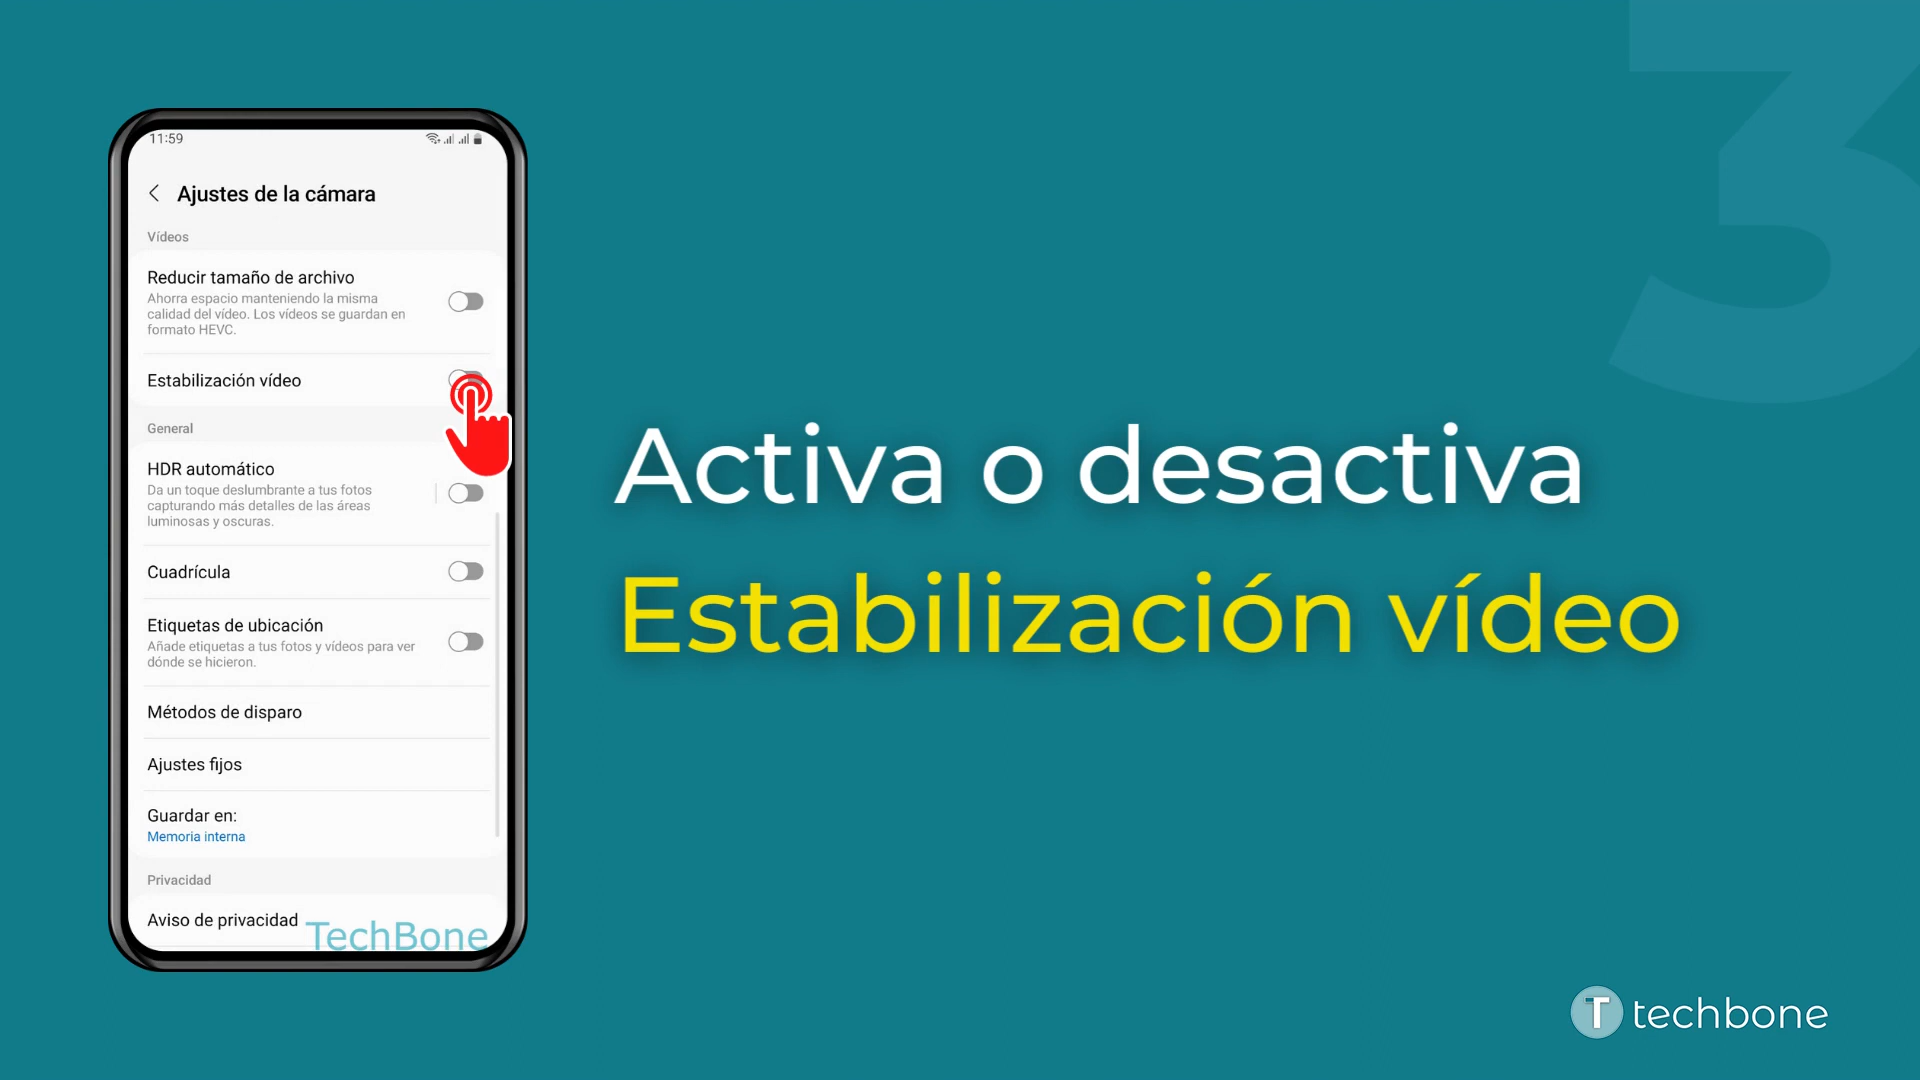 3
11:59
Ajustes de la cámara
Vídeos
Reducir tamaño de archivo
Ahorra espacio manteniendo la misma
calidad del vídeo. Los vídeos se guardan en
formato HEVC.
Estabilización vídeo
General
HDR automático
Da un toque deslumbrante a tus fotos
capturando más detalles de las áreas
luminosas y oscuras.
Cuadrícula
Etiquetas de ubicación
Añade etiquetas a tus fotos y vídeos para ver
dónde se hicieron.
Métodos de disparo
Ajustes fijos
Guardar en:
Memoria interna
Privacidad
Aviso de privacidad
TechBone
Activa o desactiva
Estabilización vídeo
T techbone